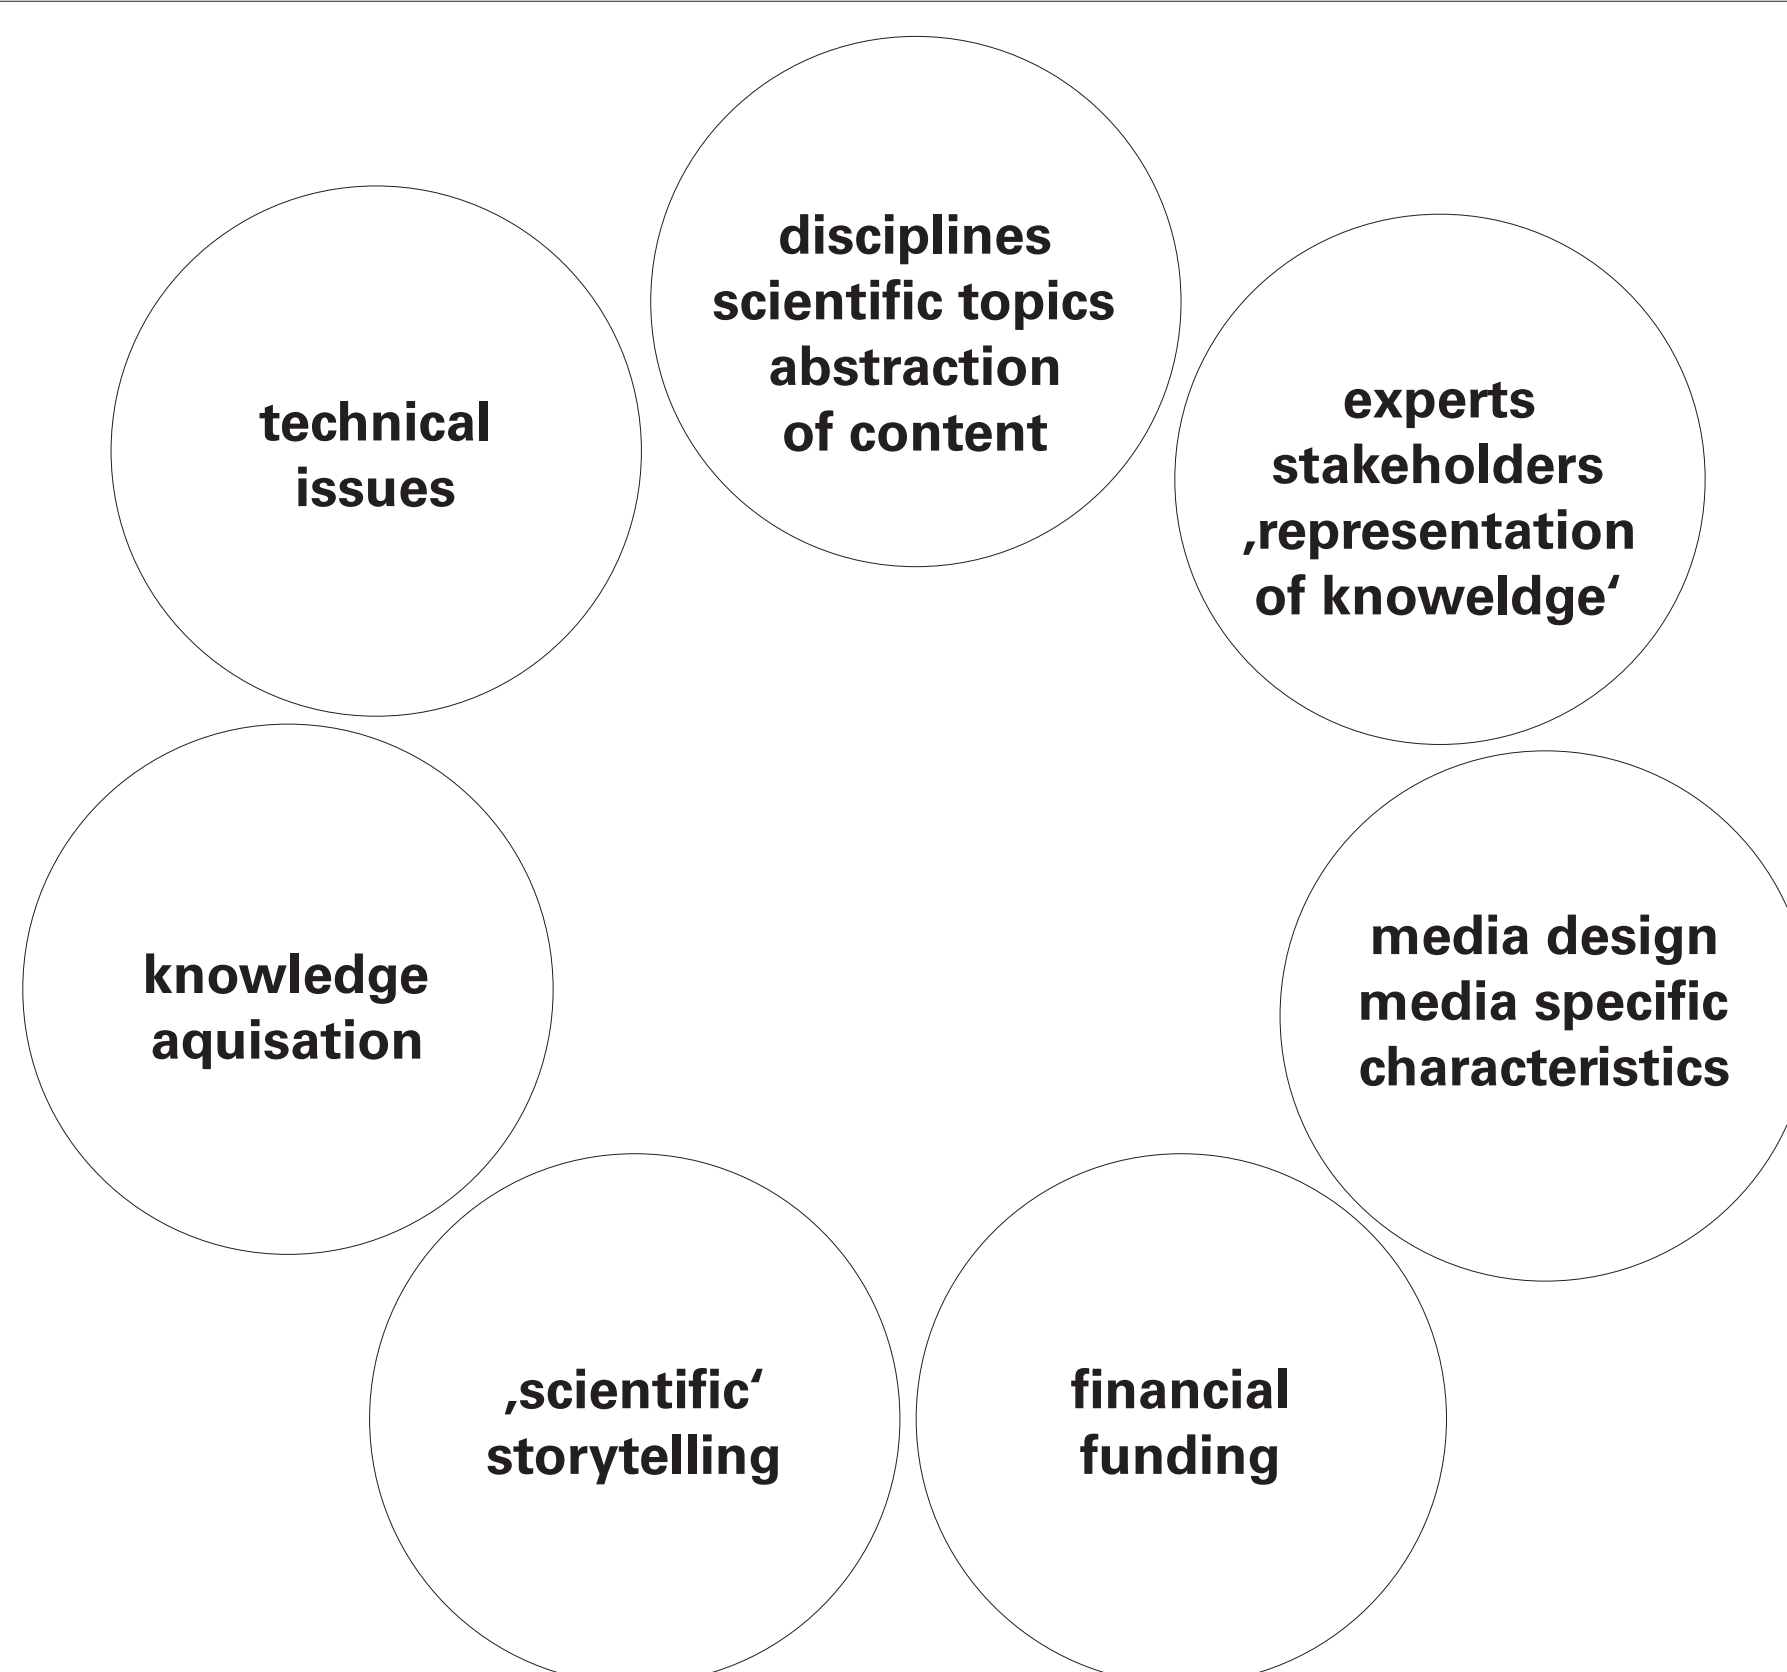 disciplines
scientific topics
abstraction
of content
experts
stakeholders
‚representation
of knoweldge‘
media design
media specific
characteristics
financial
funding
‚scientific‘
storytelling
knowledge
aquisation
technical
issues